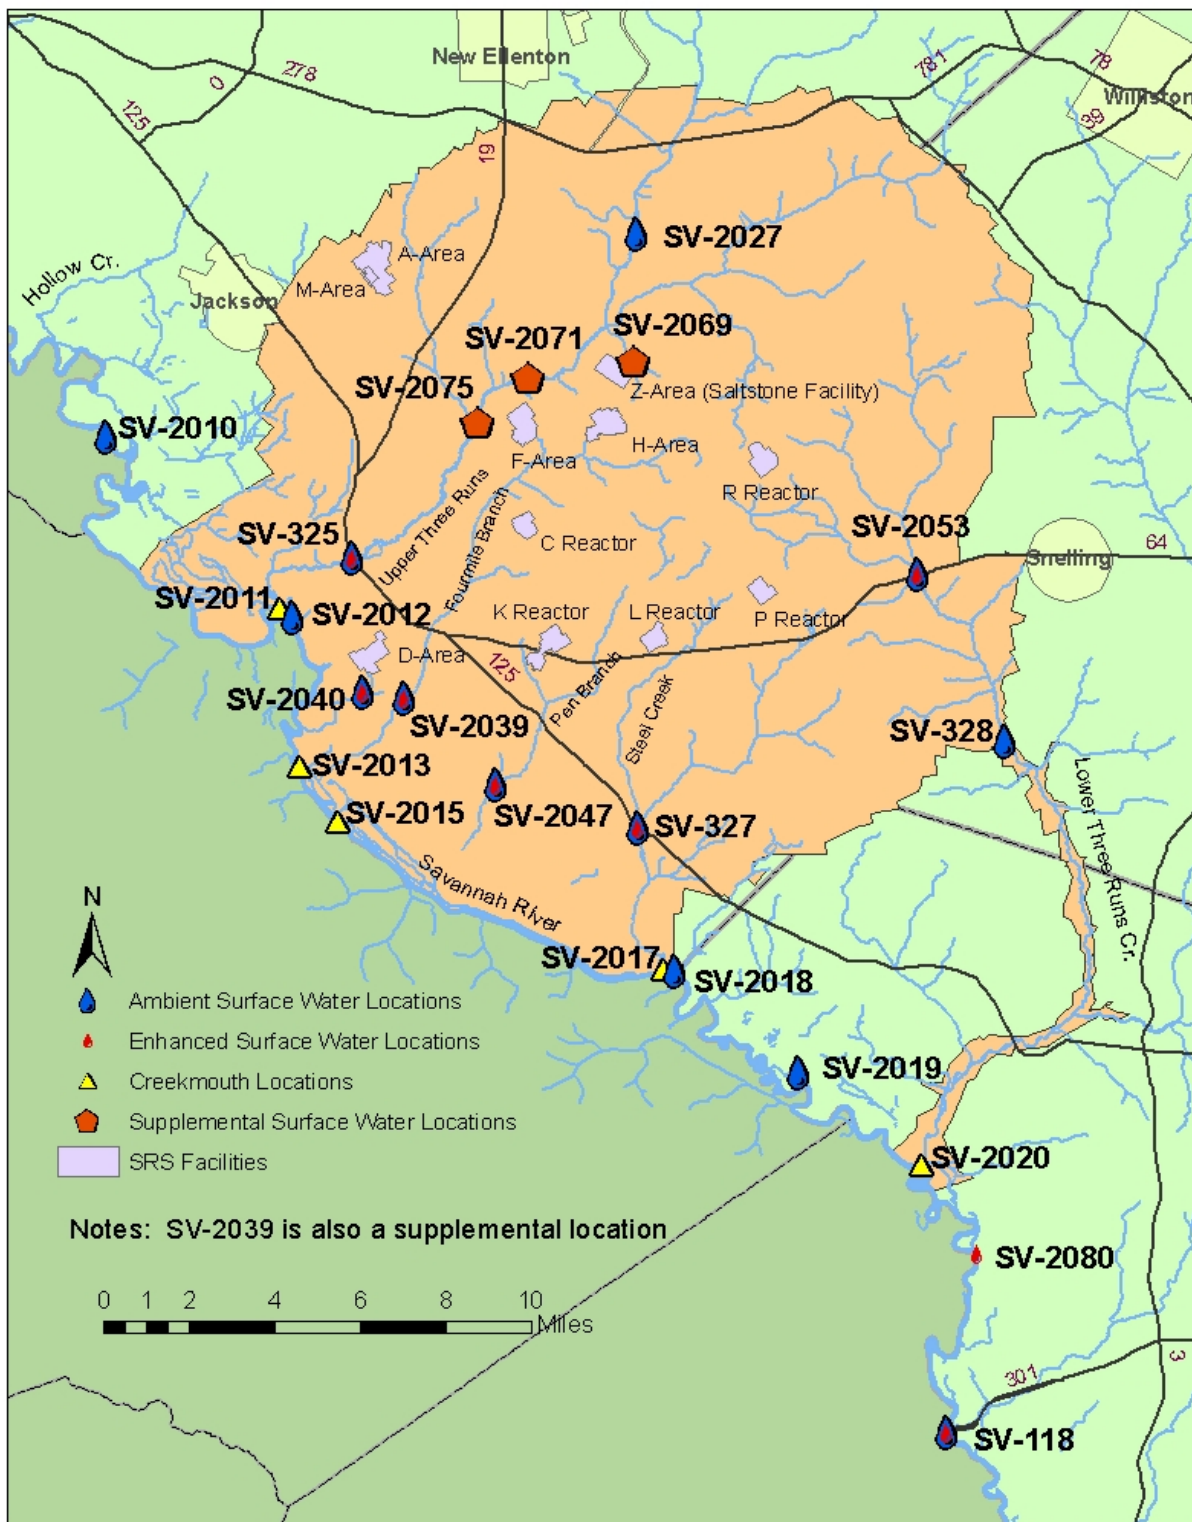 New Ellenton
278
0
125
19
781
78
Williston
39
Hollow Cr.
Jackson
A-Area
M-Area
SV-2027
SV-2069
SV-2071
SV-2075
Z-Area (Saltstone Facility)
SV-2010
F-Area
H-Area
R Reactor
SV-325
Upper Three Runs
Fourmile Branch
C Reactor
SV-2053
64
Snelling
SV-2011
SV-2012
K Reactor
L Reactor
P Reactor
D-Area
125
Pen Branch
Steel Creek
SV-2040
SV-2039
SV-328
SV-2013
SV-2015
SV-2047
SV-327
Lower Three Runs Cr.
Savannah River
N
SV-2017
SV-2018
Ambient Surface Water Locations
Enhanced Surface Water Locations
Creekmouth Locations
Supplemental Surface Water Locations
SRS Facilities
SV-2019
SV-2020
Notes: SV-2039 is also a supplemental location
SV-2080
0 1 2 4 6 8 10
Miles
301
3
SV-118